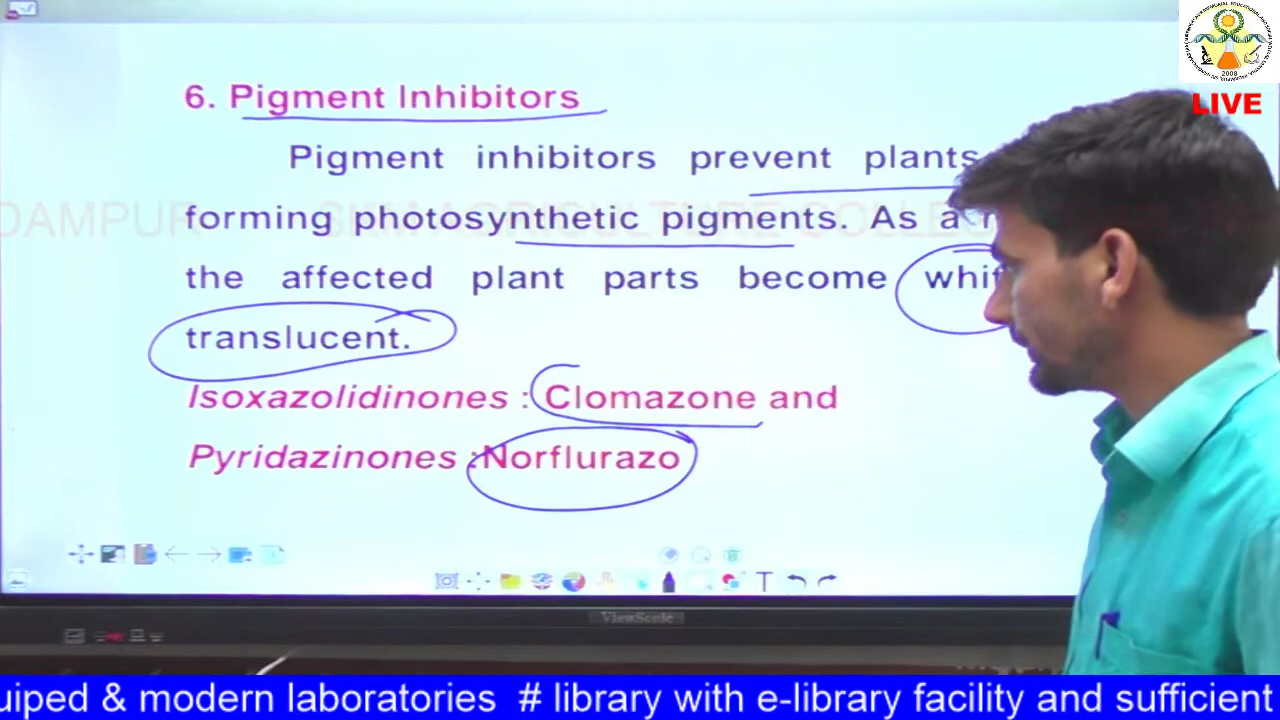 6. Pigment Inhibitors
LIVE
Pigment inhibitors prevent plants
forming photosynthetic pigments. As a
the affected plant parts become
translucent.
Isoxazolidinones : Clomazone and
Pyridazinones :Norflurazo
ViewSonic
uiped & modern laboratories # library with e-library facility and sufficient